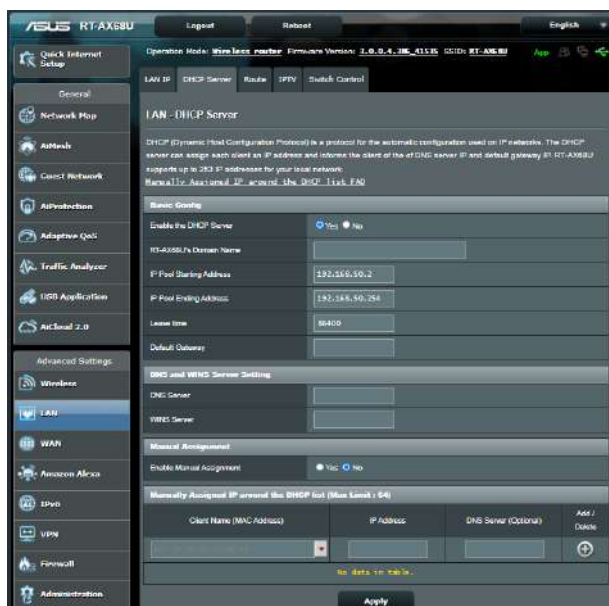 ASUS RT-AX68U
Logout
Reboot
English
Operation Mode: Wireless router Firmware Version: 3.0.0.4.386_41535 SSID: RT-AX68U
App
Quick Internet Setup
General
Network Map
AiMesh
Guest Network
AiProtection
Adaptive QoS
Traffic Analyzer
USB Application
AiCloud 2.0
Advanced Settings
Wireless
LAN
WAN
Amazon Alexa
IPv6
VPN
Firewall
Administration
LAN IP
DHCP Server
Route
IPTV
Switch Control
LAN - DHCP Server
DHCP (Dynamic Host Configuration Protocol) is a protocol for the automatic configuration used on IP networks. The DHCP
server can assign each client an IP address and informs the client of the of DNS server IP and default gateway IP. RT-AX68U
supports up to 253 IP addresses for your local network.
Manually Assigned IP around the DHCP list FAQ
Basic Config
Enable the DHCP Server
Yes
No
RT-AX68U's Domain Name
IP Pool Starting Address
192.168.50.2
IP Pool Ending Address
192.168.50.254
Lease time
86400
Default Gateway
DNS and WINS Server Setting
DNS Server
WINS Server
Manual Assignment
Enable Manual Assignment
Yes
No
Manually Assigned IP around the DHCP list (Max Limit : 64)
Client Name (MAC Address)
IP Address
DNS Server (Optional)
Add / Delete
No data in table.
Apply